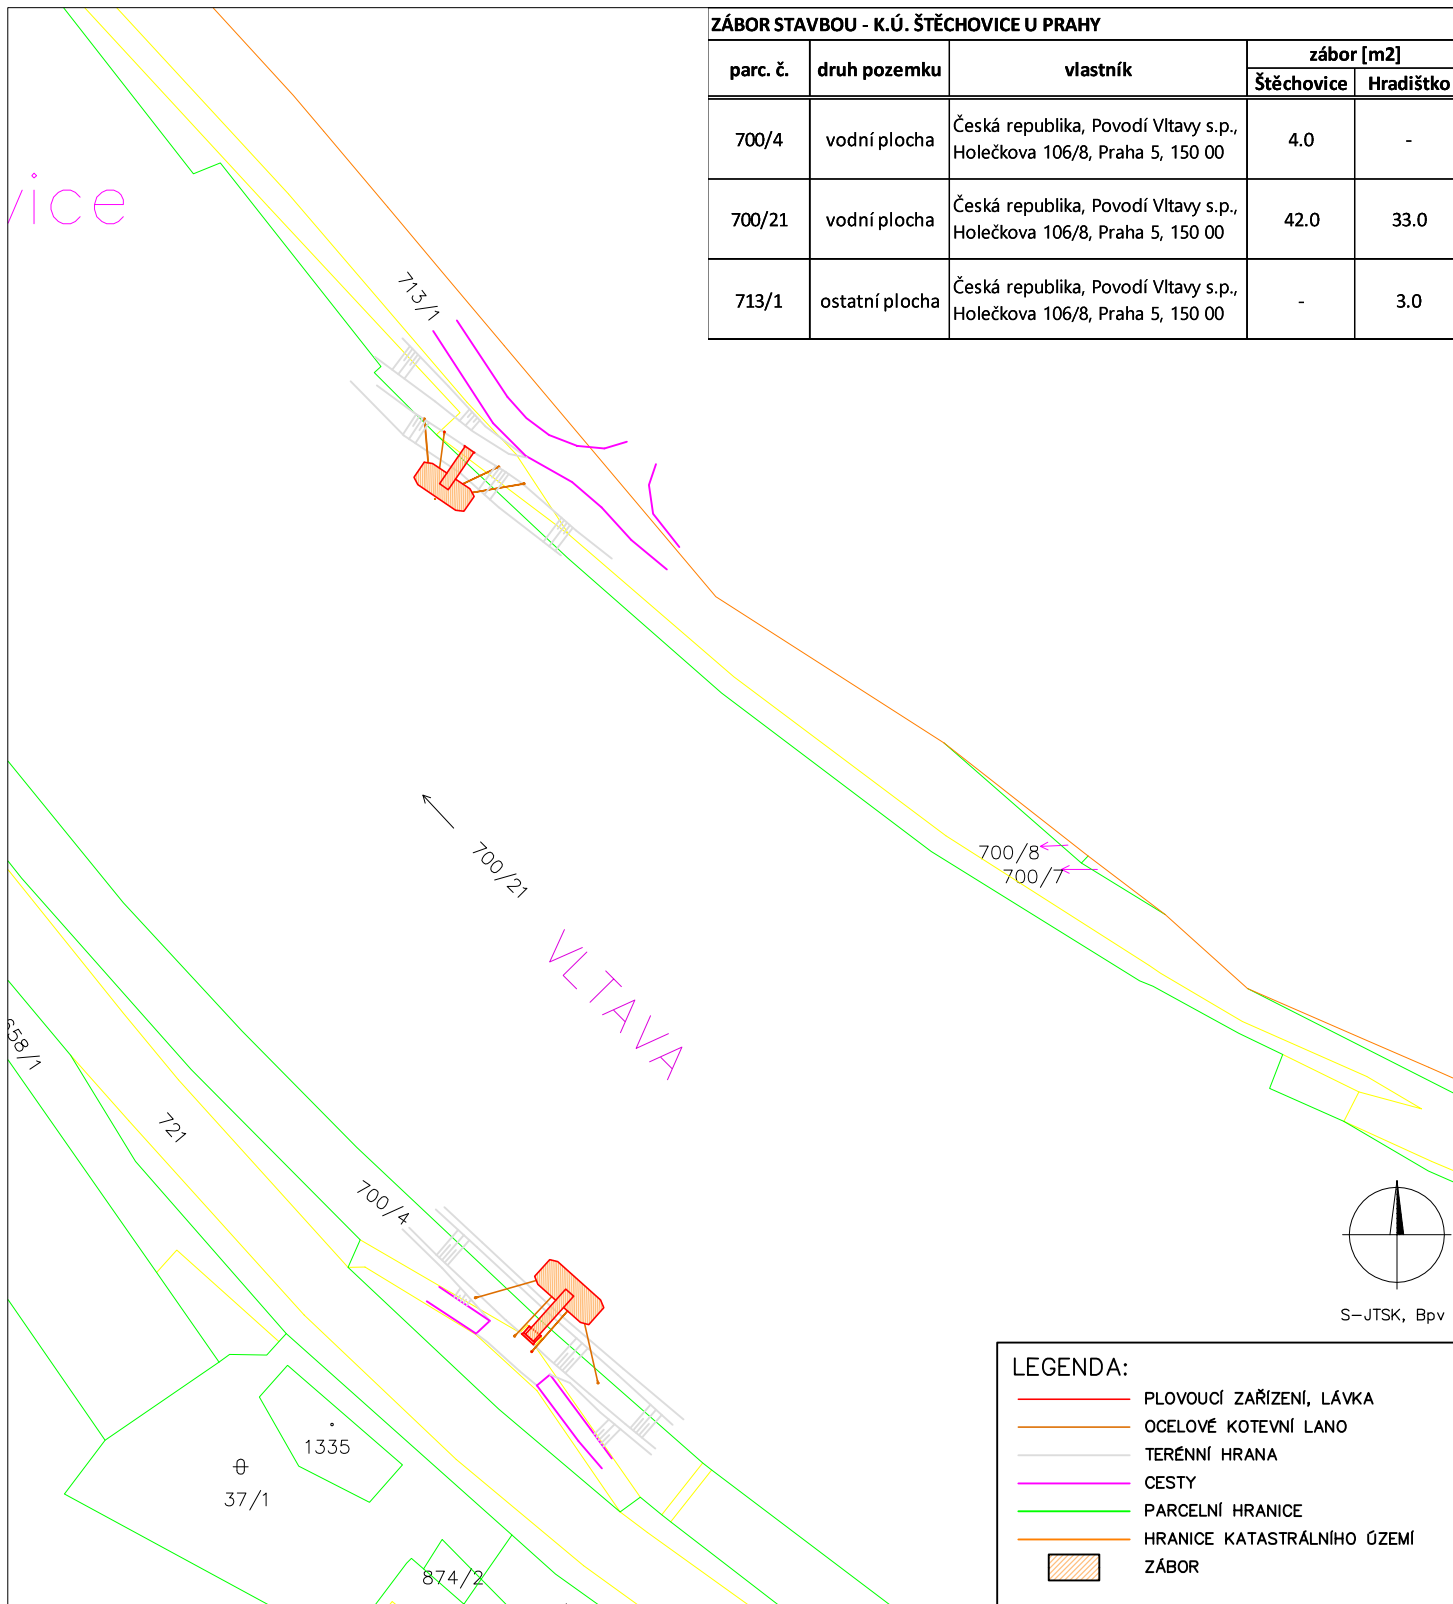 ZÁBOR STAVBOU - K.Ú. ŠTĚCHOVICE U PRAHY
parc. č. druh pozemku vlastník zábor [m2]
Štěchovice Hradištko
700/4 vodní plocha Česká republika, Povodí Vltavy s.p., 4.0 -
Holečkova 106/8, Praha 5, 150 00
700/21 vodní plocha Česká republika, Povodí Vltavy s.p., 42.0 33.0
Holečkova 106/8, Praha 5, 150 00
713/1 ostatní plocha Česká republika, Povodí Vltavy s.p., - 3.0
Holečkova 106/8, Praha 5, 150 00
vice
713/1
700/8
700/7
700/21
VLTAVA
658/1
721
700/4
1335
37/1
874/2
S-JTSK, Bpv
LEGENDA:
PLOVOUCÍ ZAŘÍZENÍ, LÁVKA
OCELOVÉ KOTEVNÍ LANO
TERÉNNÍ HRANA
CESTY
PARCELNÍ HRANICE
HRANICE KATASTRÁLNÍHO ÚZEMÍ
ZÁBOR